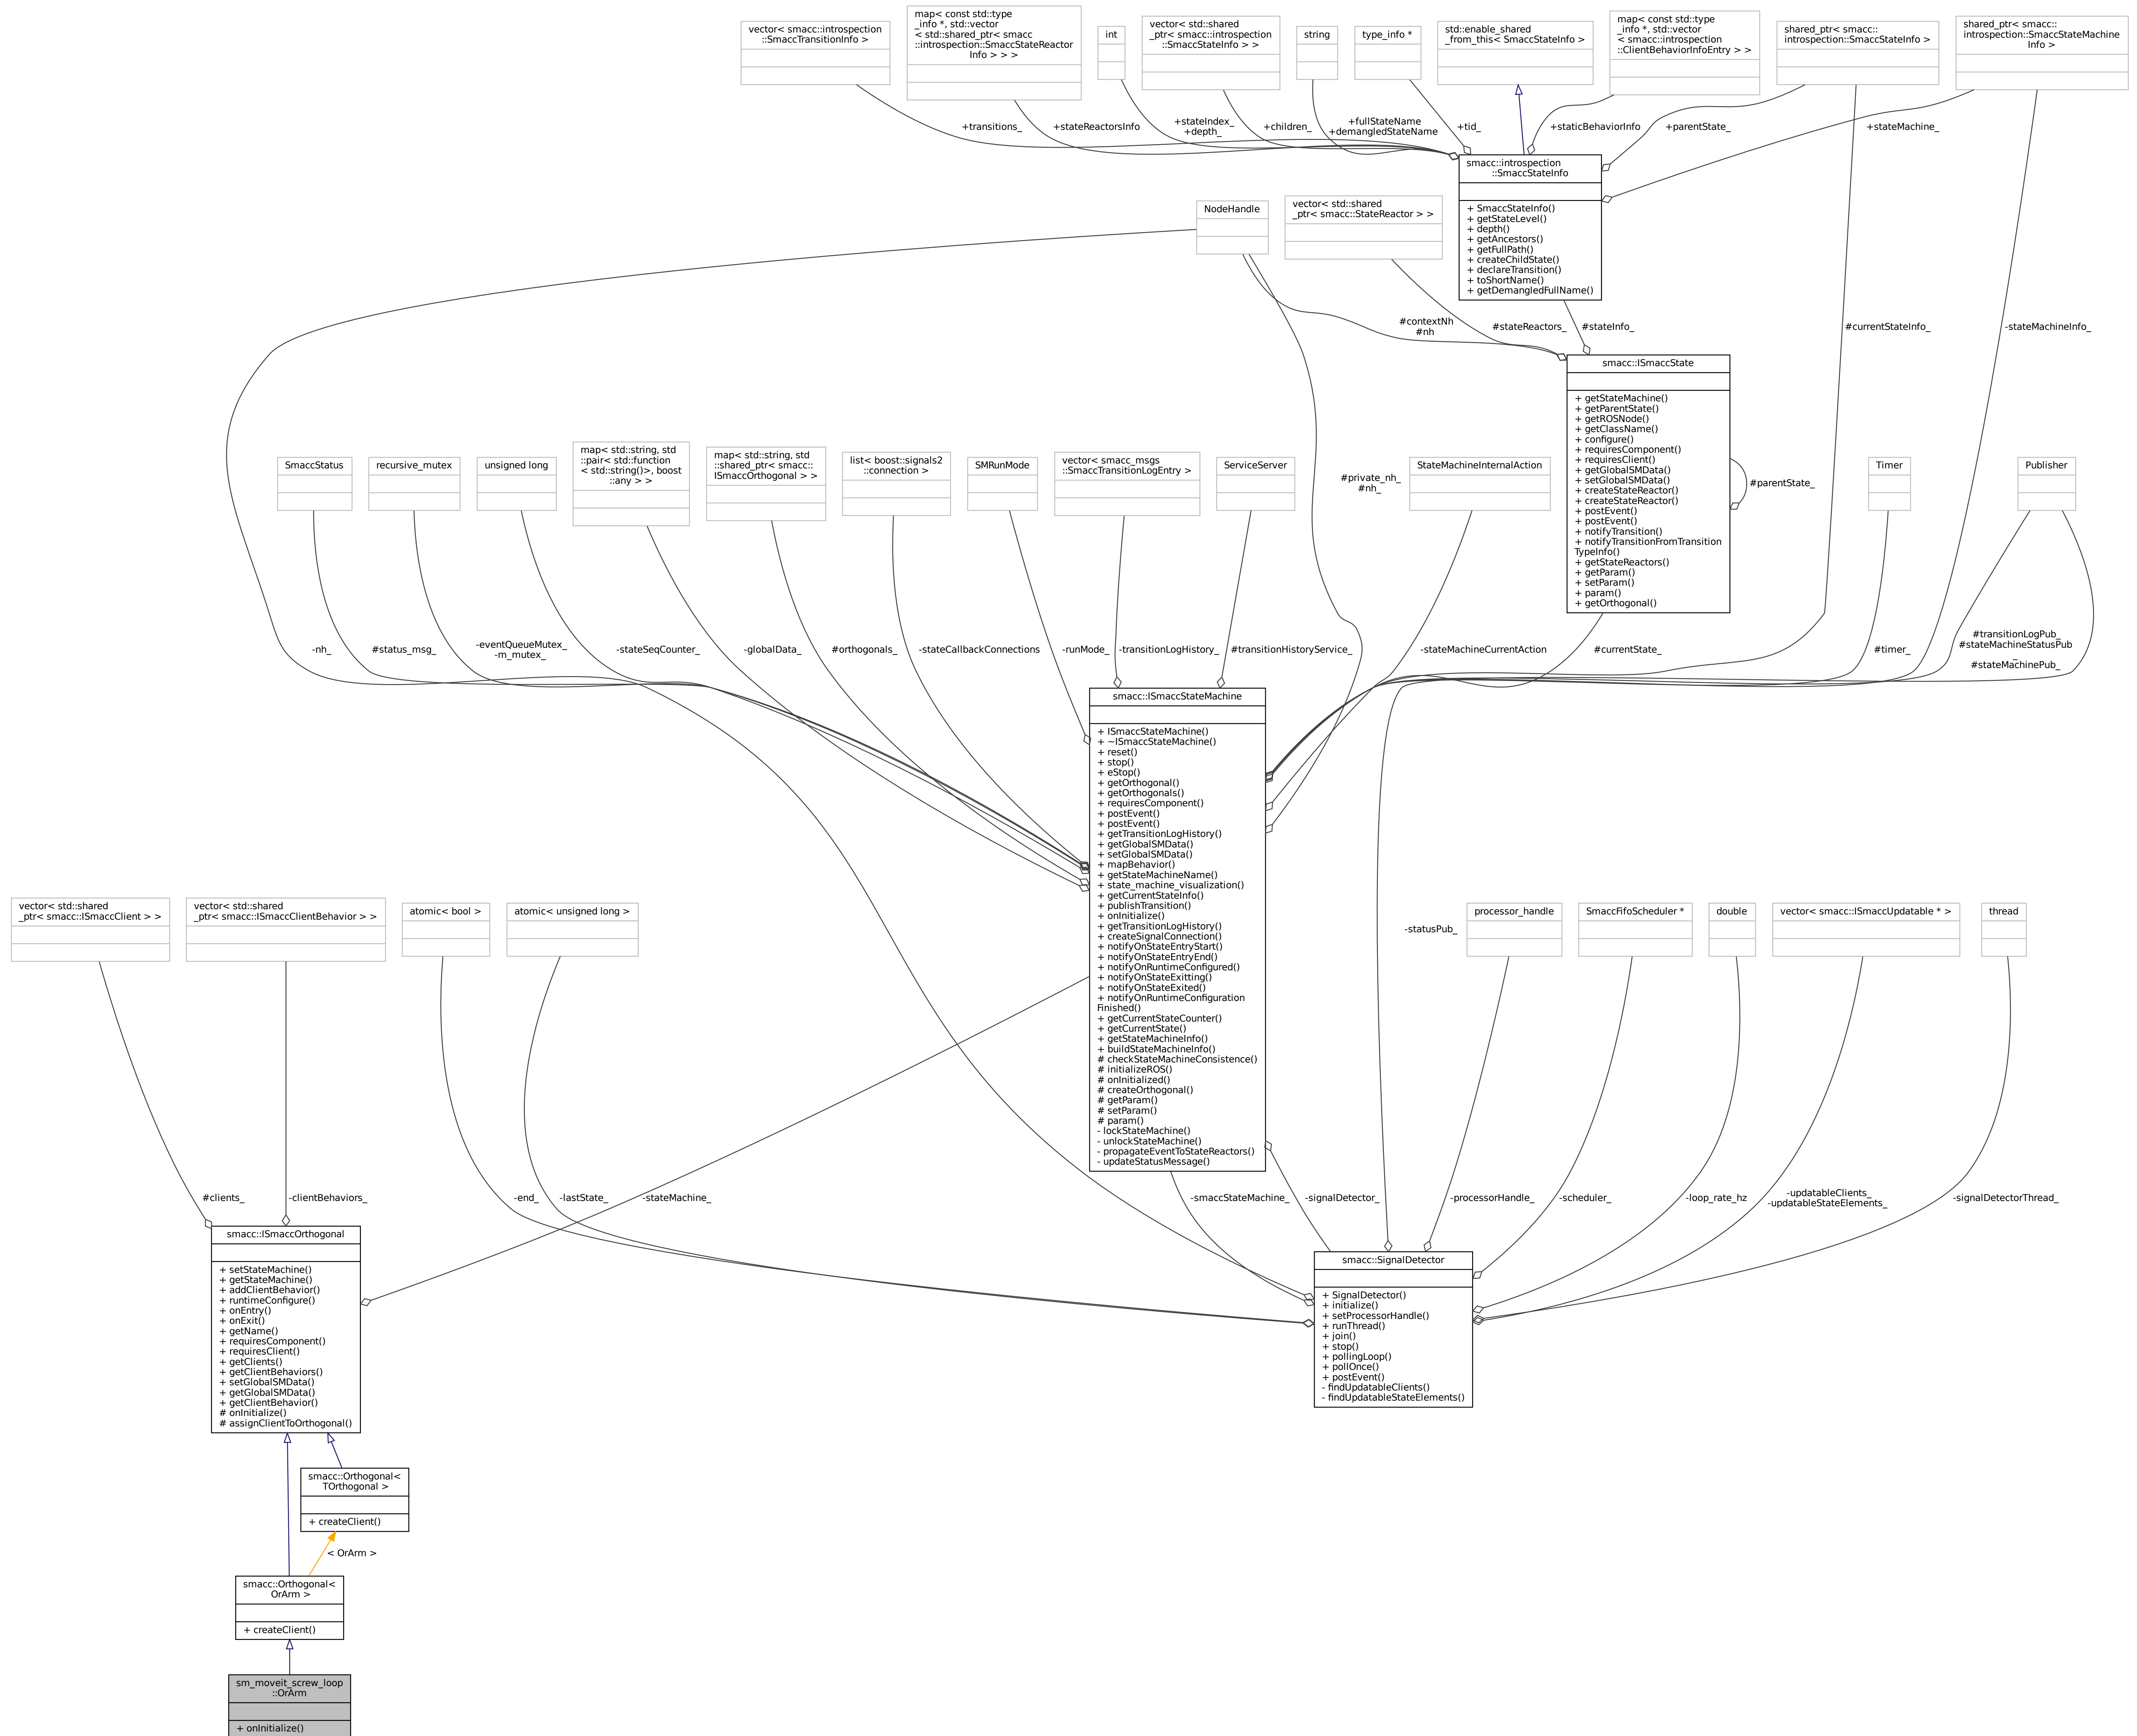 vector< smacc::introspection
::SmaccTransitionInfo >
map< const std::type
_info *, std::vector
< std::shared_ptr< smacc
::introspection::SmaccStateReactor
Info > > >
int
vector< std::shared
_ptr< smacc::introspection
::SmaccStateInfo > >
string
type_info *
std::enable_shared
_from_this< SmaccStateInfo >
map< const std::type
_info *, std::vector
< smacc::introspection
::ClientBehaviorInfoEntry > >
shared_ptr< smacc::
introspection::SmaccStateInfo >
shared_ptr< smacc::
introspection::SmaccStateMachine
Info >
+transitions_
+stateReactorsInfo
+stateIndex_
+depth_
+children_
+fullStateName
+demangledStateName
+tid_
+staticBehaviorInfo
+parentState_
+stateMachine_
smacc::introspection
::SmaccStateInfo
+ SmaccStateInfo()
+ getStateLevel()
+ depth()
+ getAncestors()
+ getFullPath()
+ createChildState()
+ declareTransition()
+ toShortName()
+ getDemangledFullName()
NodeHandle
vector< std::shared
_ptr< smacc::StateReactor > >
#contextNh
#nh
#stateReactors_
#stateInfo_
#currentStateInfo_
-stateMachineInfo_
smacc::ISmaccState
+ getStateMachine()
+ getParentState()
+ getROSNode()
+ getClassName()
+ configure()
+ requiresComponent()
+ requiresClient()
+ getGlobalSMData()
+ setGlobalSMData()
+ createStateReactor()
+ createStateReactor()
+ postEvent()
+ postEvent()
+ notifyTransition()
+ notifyTransitionFromTransition
TypeInfo()
+ getStateReactors()
+ getParam()
+ setParam()
+ param()
+ getOrthogonal()
#parentState_
SmaccStatus
recursive_mutex
unsigned long
map< std::string, std
::pair< std::function
< std::string()>, boost
::any > >
map< std::string, std
::shared_ptr< smacc::
ISmaccOrthogonal > >
list< boost::signals2
::connection >
SMRunMode
vector< smacc_msgs
::SmaccTransitionLogEntry >
ServiceServer
#private_nh_
#nh_
StateMachineInternalAction
Timer
Publisher
-nh_
#status_msg_
-eventQueueMutex_
-m_mutex_
-stateSeqCounter_
-globalData_
#orthogonals_
-stateCallbackConnections
-runMode_
-transitionLogHistory_
#transitionHistoryService_
-stateMachineCurrentAction
#currentState_
#timer_
#transitionLogPub_
#stateMachineStatusPub
_
#stateMachinePub_
smacc::ISmaccStateMachine
+ ISmaccStateMachine()
+ ~ISmaccStateMachine()
+ reset()
+ stop()
+ eStop()
+ getOrthogonal()
+ getOrthogonals()
+ requiresComponent()
+ postEvent()
+ postEvent()
+ getTransitionLogHistory()
+ getGlobalSMData()
+ setGlobalSMData()
+ mapBehavior()
+ getStateMachineName()
+ state_machine_visualization()
+ getCurrentStateInfo()
+ publishTransition()
+ onInitialize()
+ getTransitionLogHistory()
+ createSignalConnection()
+ notifyOnStateEntryStart()
+ notifyOnStateEntryEnd()
+ notifyOnRuntimeConfigured()
+ notifyOnStateExitting()
+ notifyOnStateExited()
+ notifyOnRuntimeConfiguration
Finished()
+ getCurrentStateCounter()
+ getCurrentState()
+ getStateMachineInfo()
+ buildStateMachineInfo()
# checkStateMachineConsistence()
# initializeROS()
# onInitialized()
# createOrthogonal()
# getParam()
# setParam()
# param()
- lockStateMachine()
- unlockStateMachine()
- propagateEventToStateReactors()
- updateStatusMessage()
vector< std::shared
_ptr< smacc::ISmaccClient > >
vector< std::shared
_ptr< smacc::ISmaccClientBehavior > >
atomic< bool >
atomic< unsigned long >
-statusPub_
processor_handle
SmaccFifoScheduler *
double
vector< smacc::ISmaccUpdatable * >
thread
#clients_
-clientBehaviors_
-end_
-lastState_
-stateMachine_
-smaccStateMachine_
-signalDetector_
-processorHandle_
-scheduler_
-loop_rate_hz
-updatableClients_
-updatableStateElements_
-signalDetectorThread_
smacc::ISmaccOrthogonal
+ setStateMachine()
+ getStateMachine()
+ addClientBehavior()
+ runtimeConfigure()
+ onEntry()
+ onExit()
+ getName()
+ requiresComponent()
+ requiresClient()
+ getClients()
+ getClientBehaviors()
+ setGlobalSMData()
+ getGlobalSMData()
+ getClientBehavior()
# onInitialize()
# assignClientToOrthogonal()
smacc::SignalDetector
+ SignalDetector()
+ initialize()
+ setProcessorHandle()
+ runThread()
+ join()
+ stop()
+ pollingLoop()
+ pollOnce()
+ postEvent()
- findUpdatableClients()
- findUpdatableStateElements()
smacc::Orthogonal<
TOrthogonal >
+ createClient()
< OrArm >
smacc::Orthogonal<
OrArm >
+ createClient()
sm_moveit_screw_loop
::OrArm
+ onInitialize()